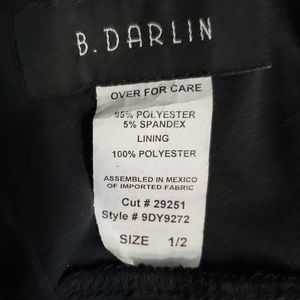 B. DARLIN
OVER FOR CARE
95% POLYESTER
5% SPANDEX
LINING
100% POLYESTER
ASSEMBLED IN MEXICO
OF IMPORTED FABRIC
Cut # 29251
Style # 9DY9272
SIZE 1/2